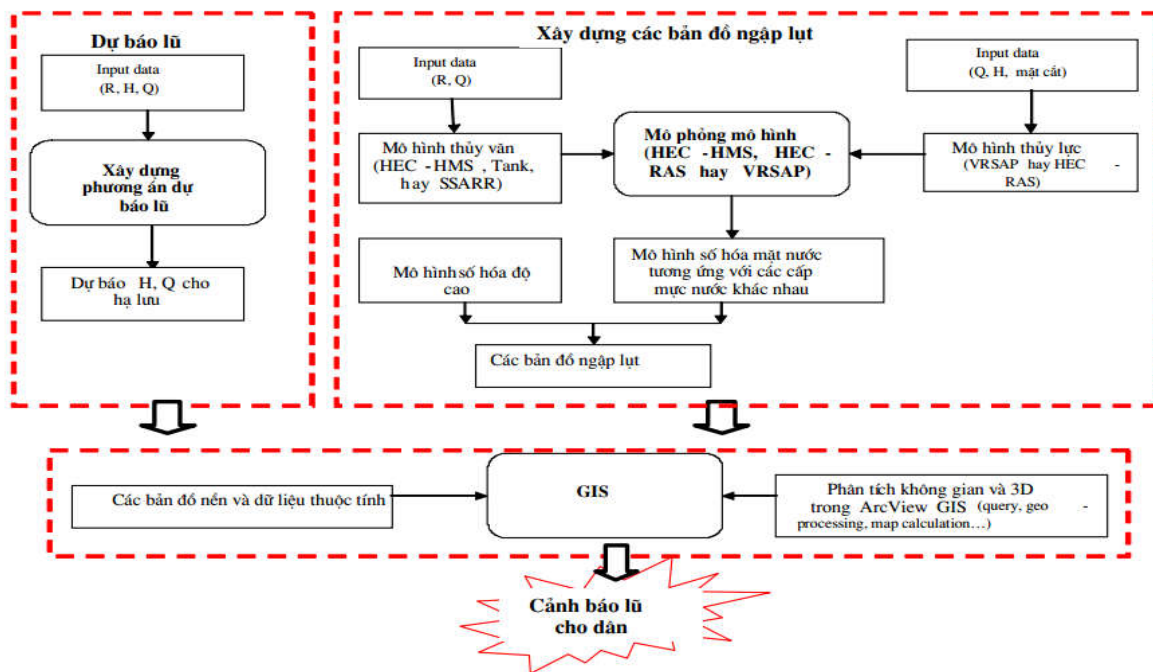 Dự báo lũ
Input data
(R, H, Q)
Xây dựng
phương án dự
báo lũ
Dự báo H, Q cho
hạ lưu
Xây dựng các bản đồ ngập lụt
Input data
(R, Q)
Input data
(Q, H, mặt cắt)
Mô hình thủy văn
(HEC -HMS , Tank,
hay SSARR)
Mô phỏng mô hình
(HEC -HMS, HEC -
RAS hay VRSAP)
Mô hình thủy lực
(VRSAP hay HEC -
RAS)
Mô hình số hóa độ
cao
Mô hình số hóa mặt nước
tương ứng với các cấp
mực nước khác nhau
Các bản đồ ngập lụt
Các bản đồ nền và dữ liệu thuộc tính
GIS
Phân tích không gian và 3D
trong ArcView GIS (query, geo -
processing, map calculation…)
Cảnh báo lũ
cho dân